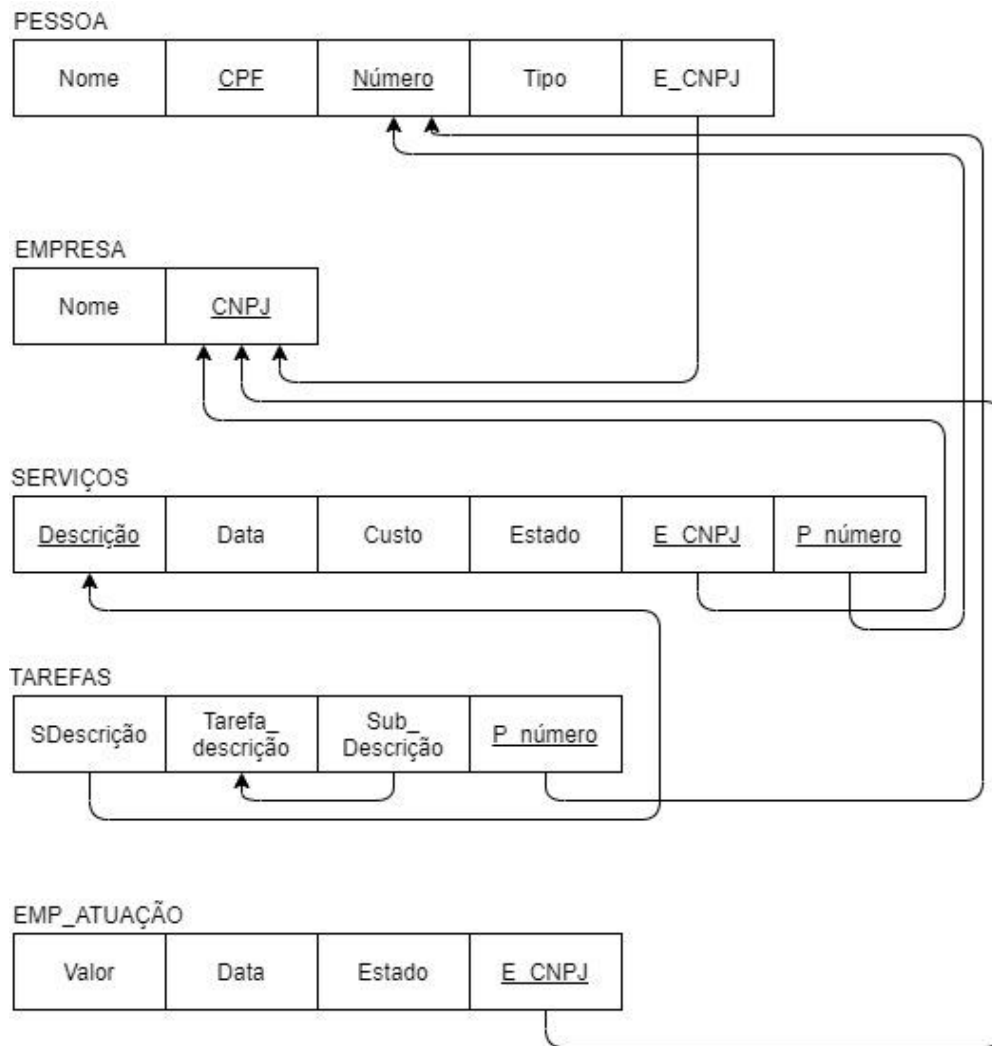 PESSOA
Nome CPF Número Tipo E_CNPJ
EMPRESA
Nome CNPJ
SERVIÇOS
Descrição Data Custo Estado E_CNPJ P_número
TAREFAS
SDescrição Tarefa_ Sub_ P_número
descrição Descrição
EMP_ATUAÇÃO
Valor Data Estado E_CNPJ